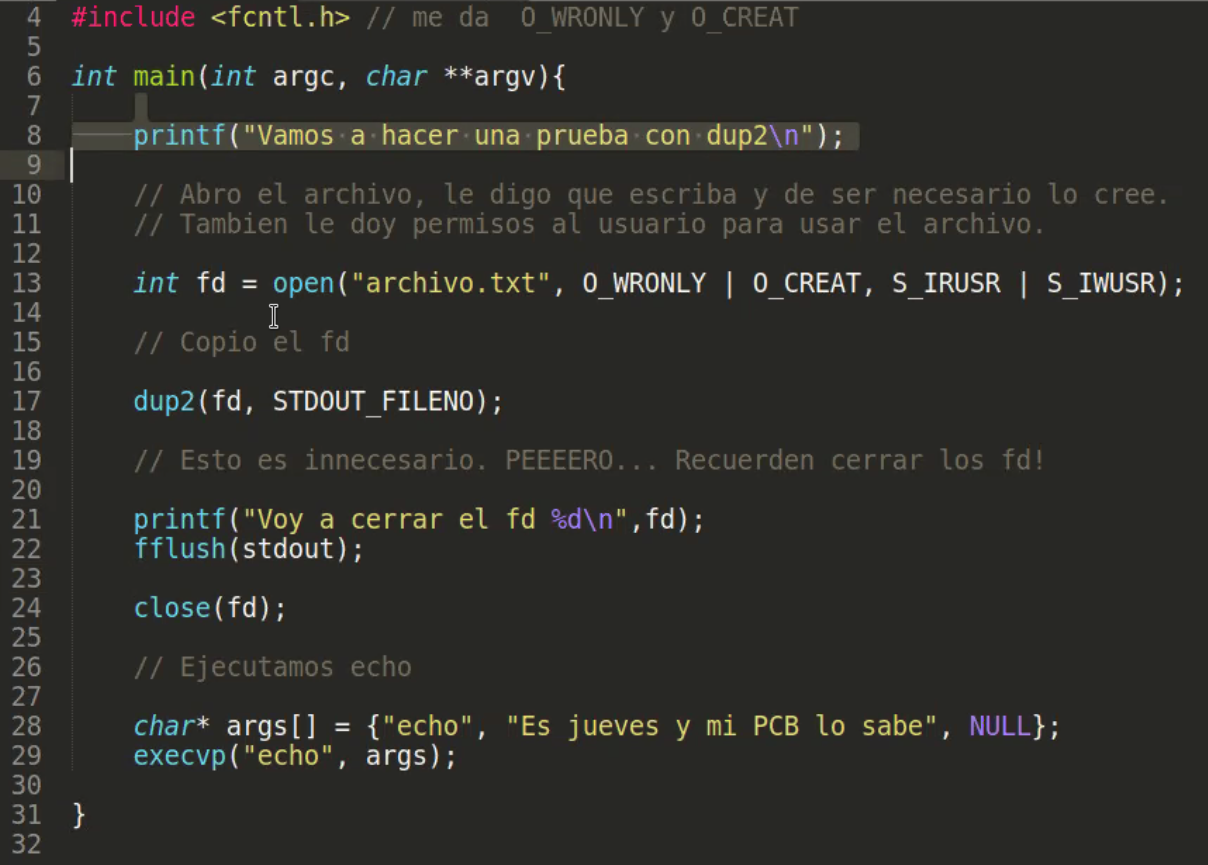 4 #include <fcntl.h> // me da  O_WRONLY y O_CREAT
5
6 int main(int argc, char **argv){
7
8     printf("Vamos a hacer una prueba con dup2\n");
9
10     // Abro el archivo, le digo que escriba y de ser necesario lo cree.
11     // Tambien le doy permisos al usuario para usar el archivo.
12
13     int fd = open("archivo.txt", O_WRONLY | O_CREAT, S_IRUSR | S_IWUSR);
14
15     // Copio el fd
16
17     dup2(fd, STDOUT_FILENO);
18
19     // Esto es innecesario. PEEEERO... Recuerden cerrar los fd!
20
21     printf("Voy a cerrar el fd %d\n",fd);
22     fflush(stdout);
23
24     close(fd);
25
26     // Ejecutamos echo
27
28     char* args[] = {"echo", "Es jueves y mi PCB lo sabe", NULL};
29     execvp("echo", args);
30
31 }
32